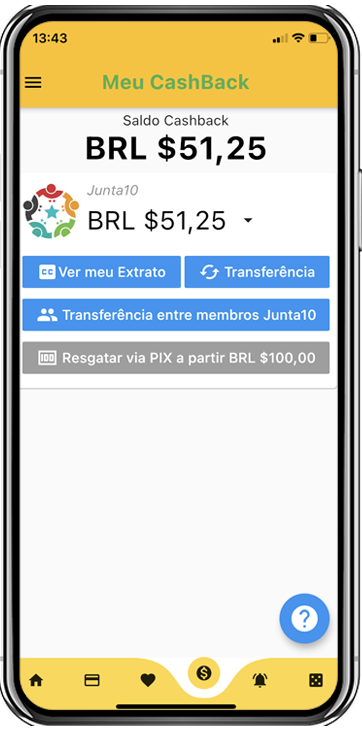 13:43
Meu CashBack
Saldo Cashback
BRL $51,25
Junta10
BRL $51,25
Ver meu Extrato
Transferência
Transferência entre membros Junta10
Resgatar via PIX a partir BRL $100,00